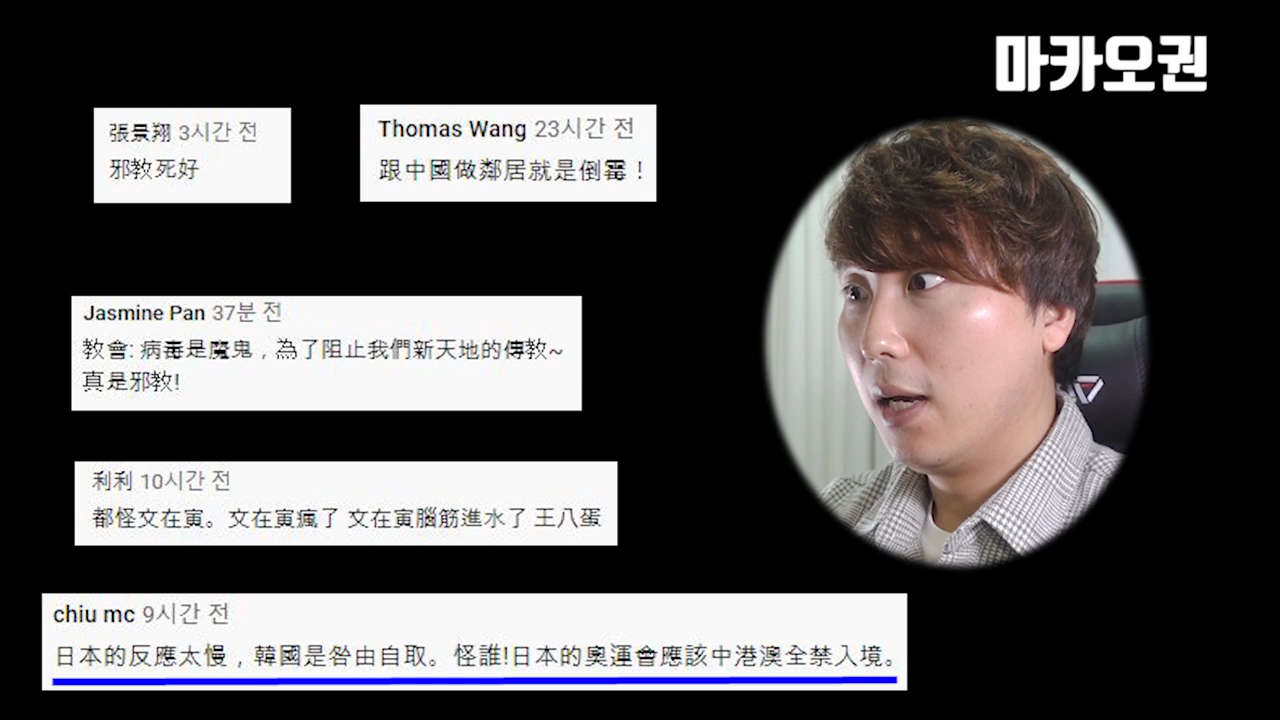 마카오권
張景翔 3시간 전
邪教死好
Thomas Wang 23시간 전
跟中國做鄰居就是倒霉！
Jasmine Pan 37분 전
教會: 病毒是魔鬼，為了阻止我們新天地的傳教~
真是邪教!
利利 10시간 전
都怪文在寅。文在寅瘋了 文在寅腦筋進水了 王八蛋
chiu mc 9시간 전
日本的反應太慢，韓國是咎由自取。怪誰!日本的奧運會應該中港澳全禁入境。